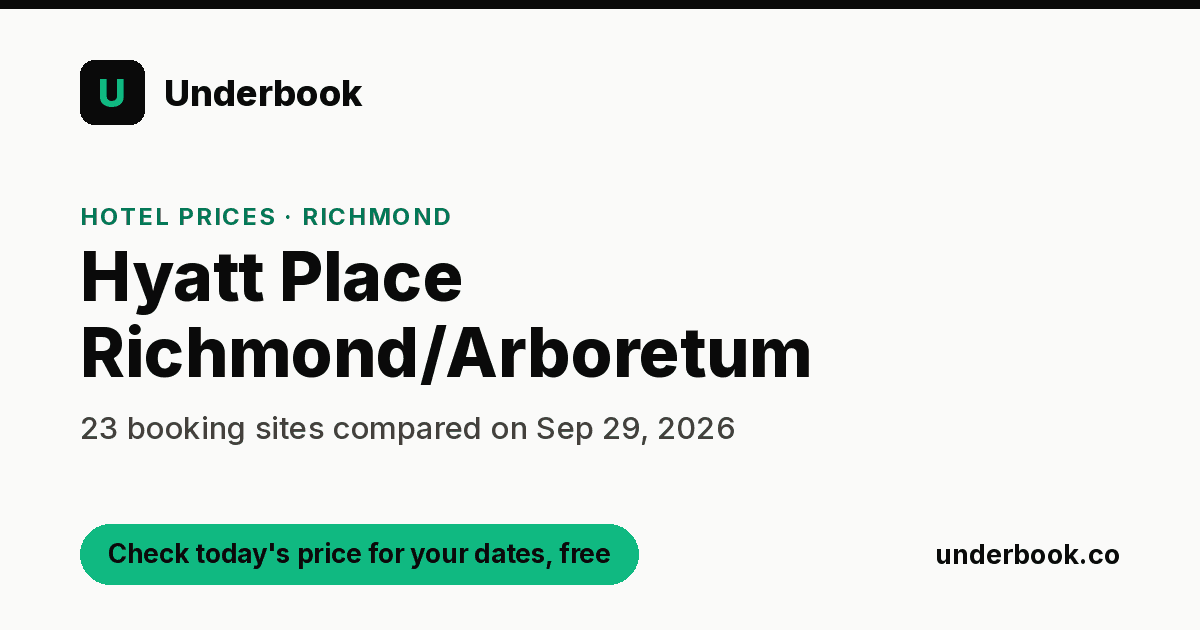 U Underbook
HOTEL PRICES · RICHMOND
Hyatt Place
Richmond/Arboretum
23 booking sites compared on Sep 29, 2026
Check today's price for your dates, free
underbook.co